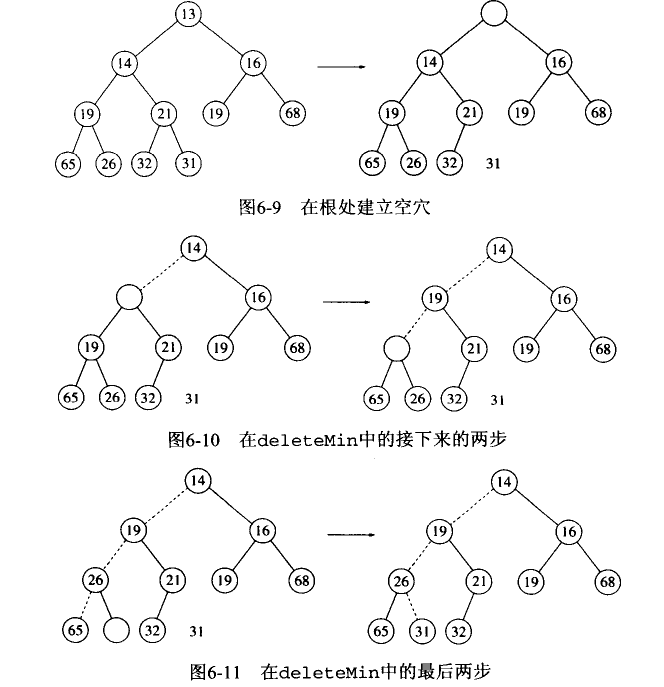 13
14 16 14 16
19 21 19 68 19 21 19 68
65 26 32 31 65 26 32 31
图6-9 在根处建立空穴
14 14
16 19 16
19 21 19 68 21 19 68
65 26 32 31 65 26 32 31
图6-10 在deleteMin中的接下来的两步
14 14
19 16 19 16
26 21 19 68 26 21 19 68
65 32 31 65 31 32
图6-11 在deleteMin中的最后两步